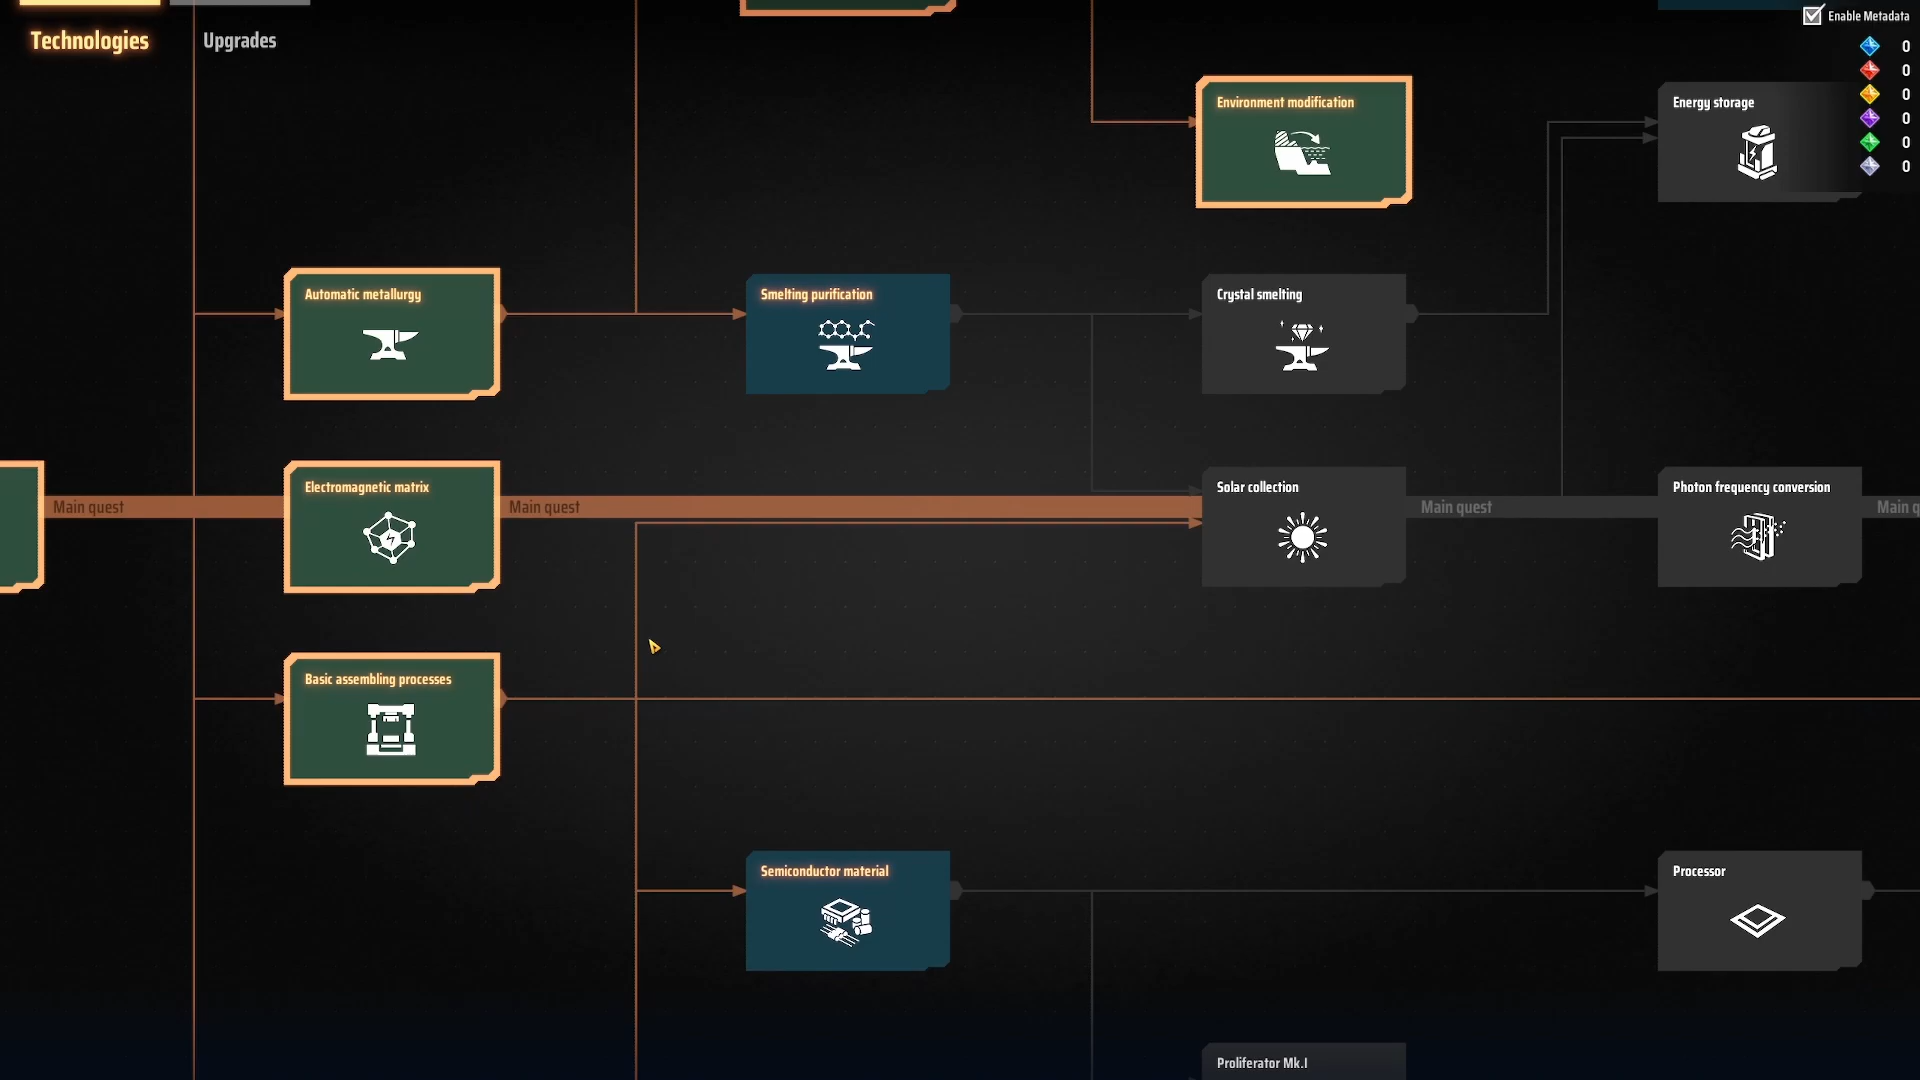 Enable Metadata
Technologies
Upgrades
0
0
0
0
0
0
Environment modification
Energy storage
Automatic metallurgy
Smelting purification
Crystal smelting
Main quest
Electromagnetic matrix
Main quest
Solar collection
Main quest
Photon frequency conversion
Main q
Basic assembling processes
Semiconductor material
Processor
Proliferator Mk.I